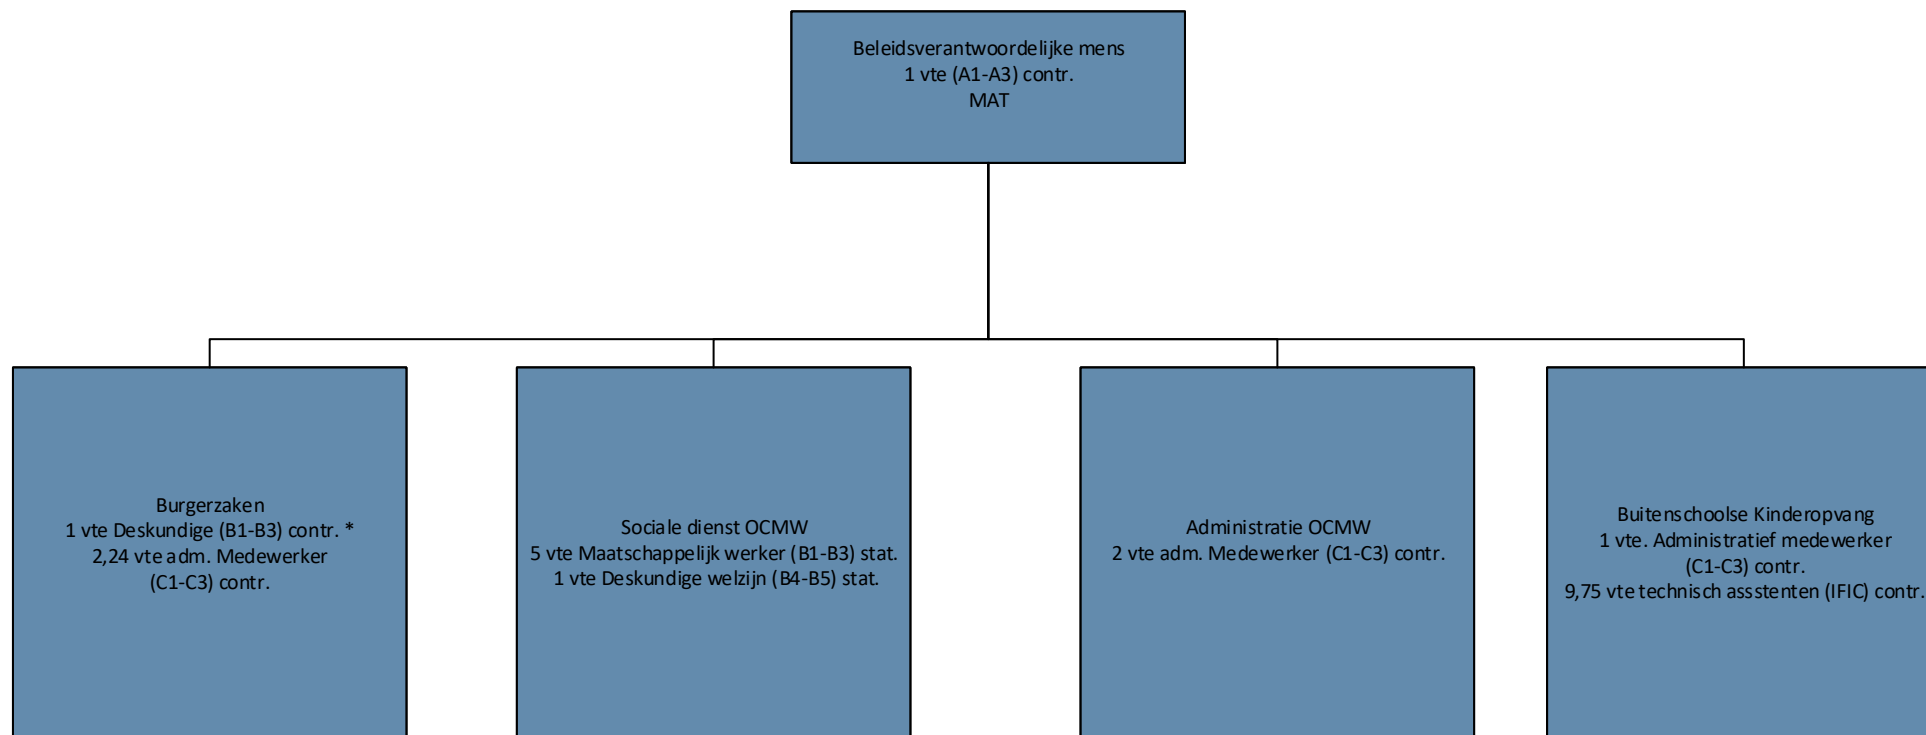 Beleidsverantwoordelijke mens
1 vte (A1-A3) contr.
MAT
Burgerzaken
1 vte Deskundige (B1-B3) contr. *
2,24 vte adm. Medewerker
(C1-C3) contr.
Sociale dienst OCMW
5 vte Maatschappelijk werker (B1-B3) stat.
1 vte Deskundige welzijn (B4-B5) stat.
Administratie OCMW
2 vte adm. Medewerker (C1-C3) contr.
Buitenschoolse Kinderopvang
1 vte. Administratief medewerker
(C1-C3) contr.
9,75 vte technisch assstenten (IFIC) contr.